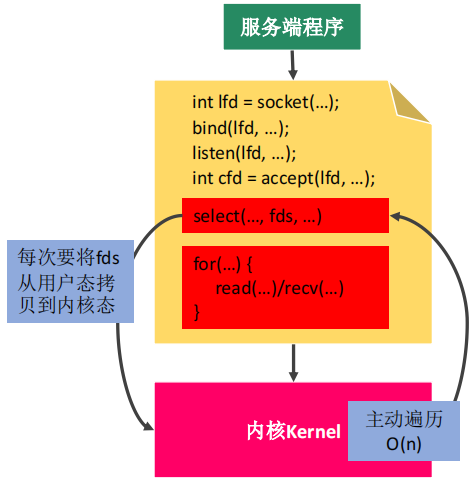 服务端程序
int lfd = socket(…);
bind(lfd, …);
listen(lfd, …);
int cfd = accept(lfd, …);
select(…, fds, …)
每次要将fds
从用户态拷
贝到内核态
for(…) {
read(…)/recv(…)
}
内核Kernel
主动遍历
O(n)